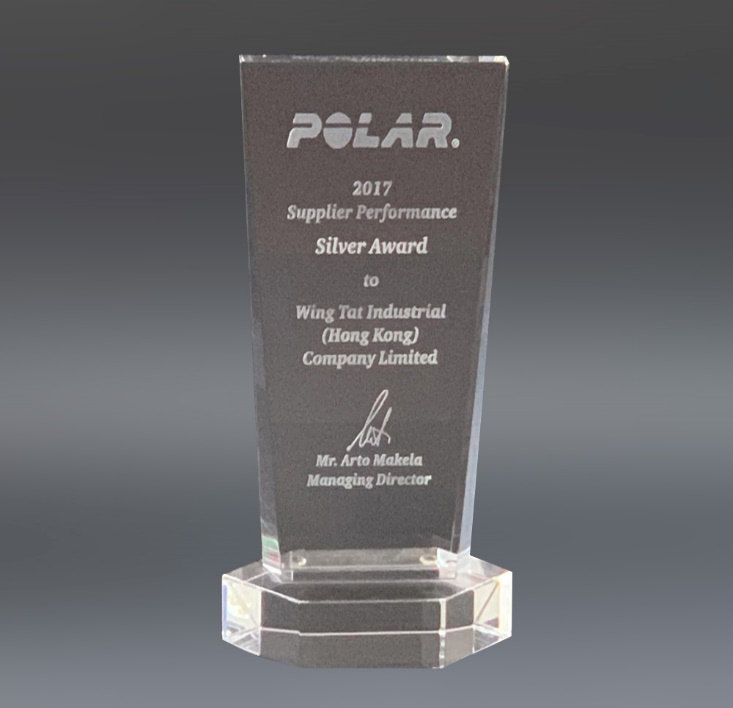 POLAR.
2017
Supplier Performance
Silver Award
to
Wing Tat Industrial
(Hong Kong)
Company Limited
Mr. Arto Makela
Managing Director